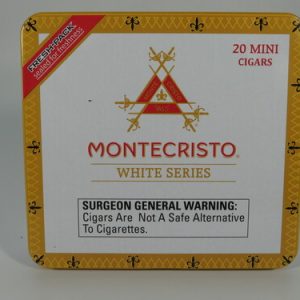 FRESH PACK
sealed for freshness
20 MINI
CIGARS
MONTECRISTO
WHITE SERIES
SURGEON GENERAL WARNING:
Cigars Are Not A Safe Alternative
To Cigarettes.